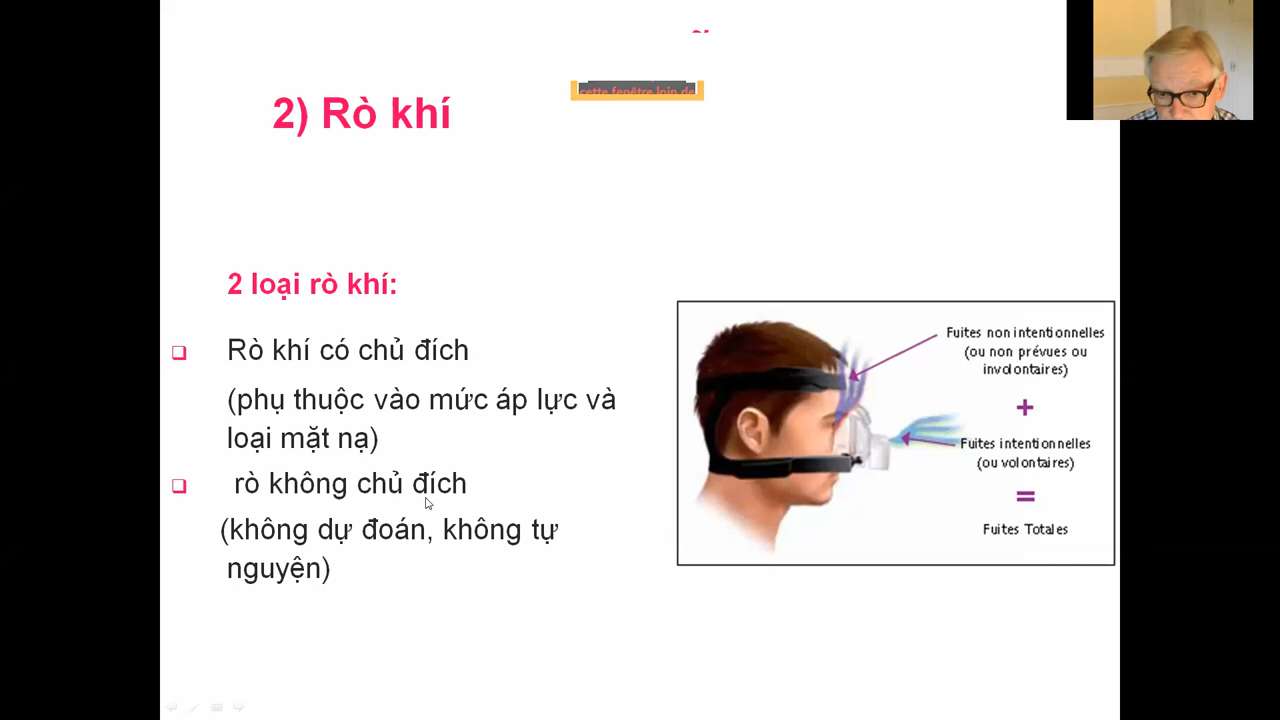 cette fenêtre loin de
2) Rò khí
2 loại rò khí:
Rò khí có chủ đích
(phụ thuộc vào mức áp lực và
loại mặt nạ)
rò không chủ đích
(không dự đoán, không tự
nguyện)
Fuites non intentionnelles
(ou non prévues ou
involontaires)
+
Fuites intentionnelles
(ou volontaires)
=
Fuites Totales